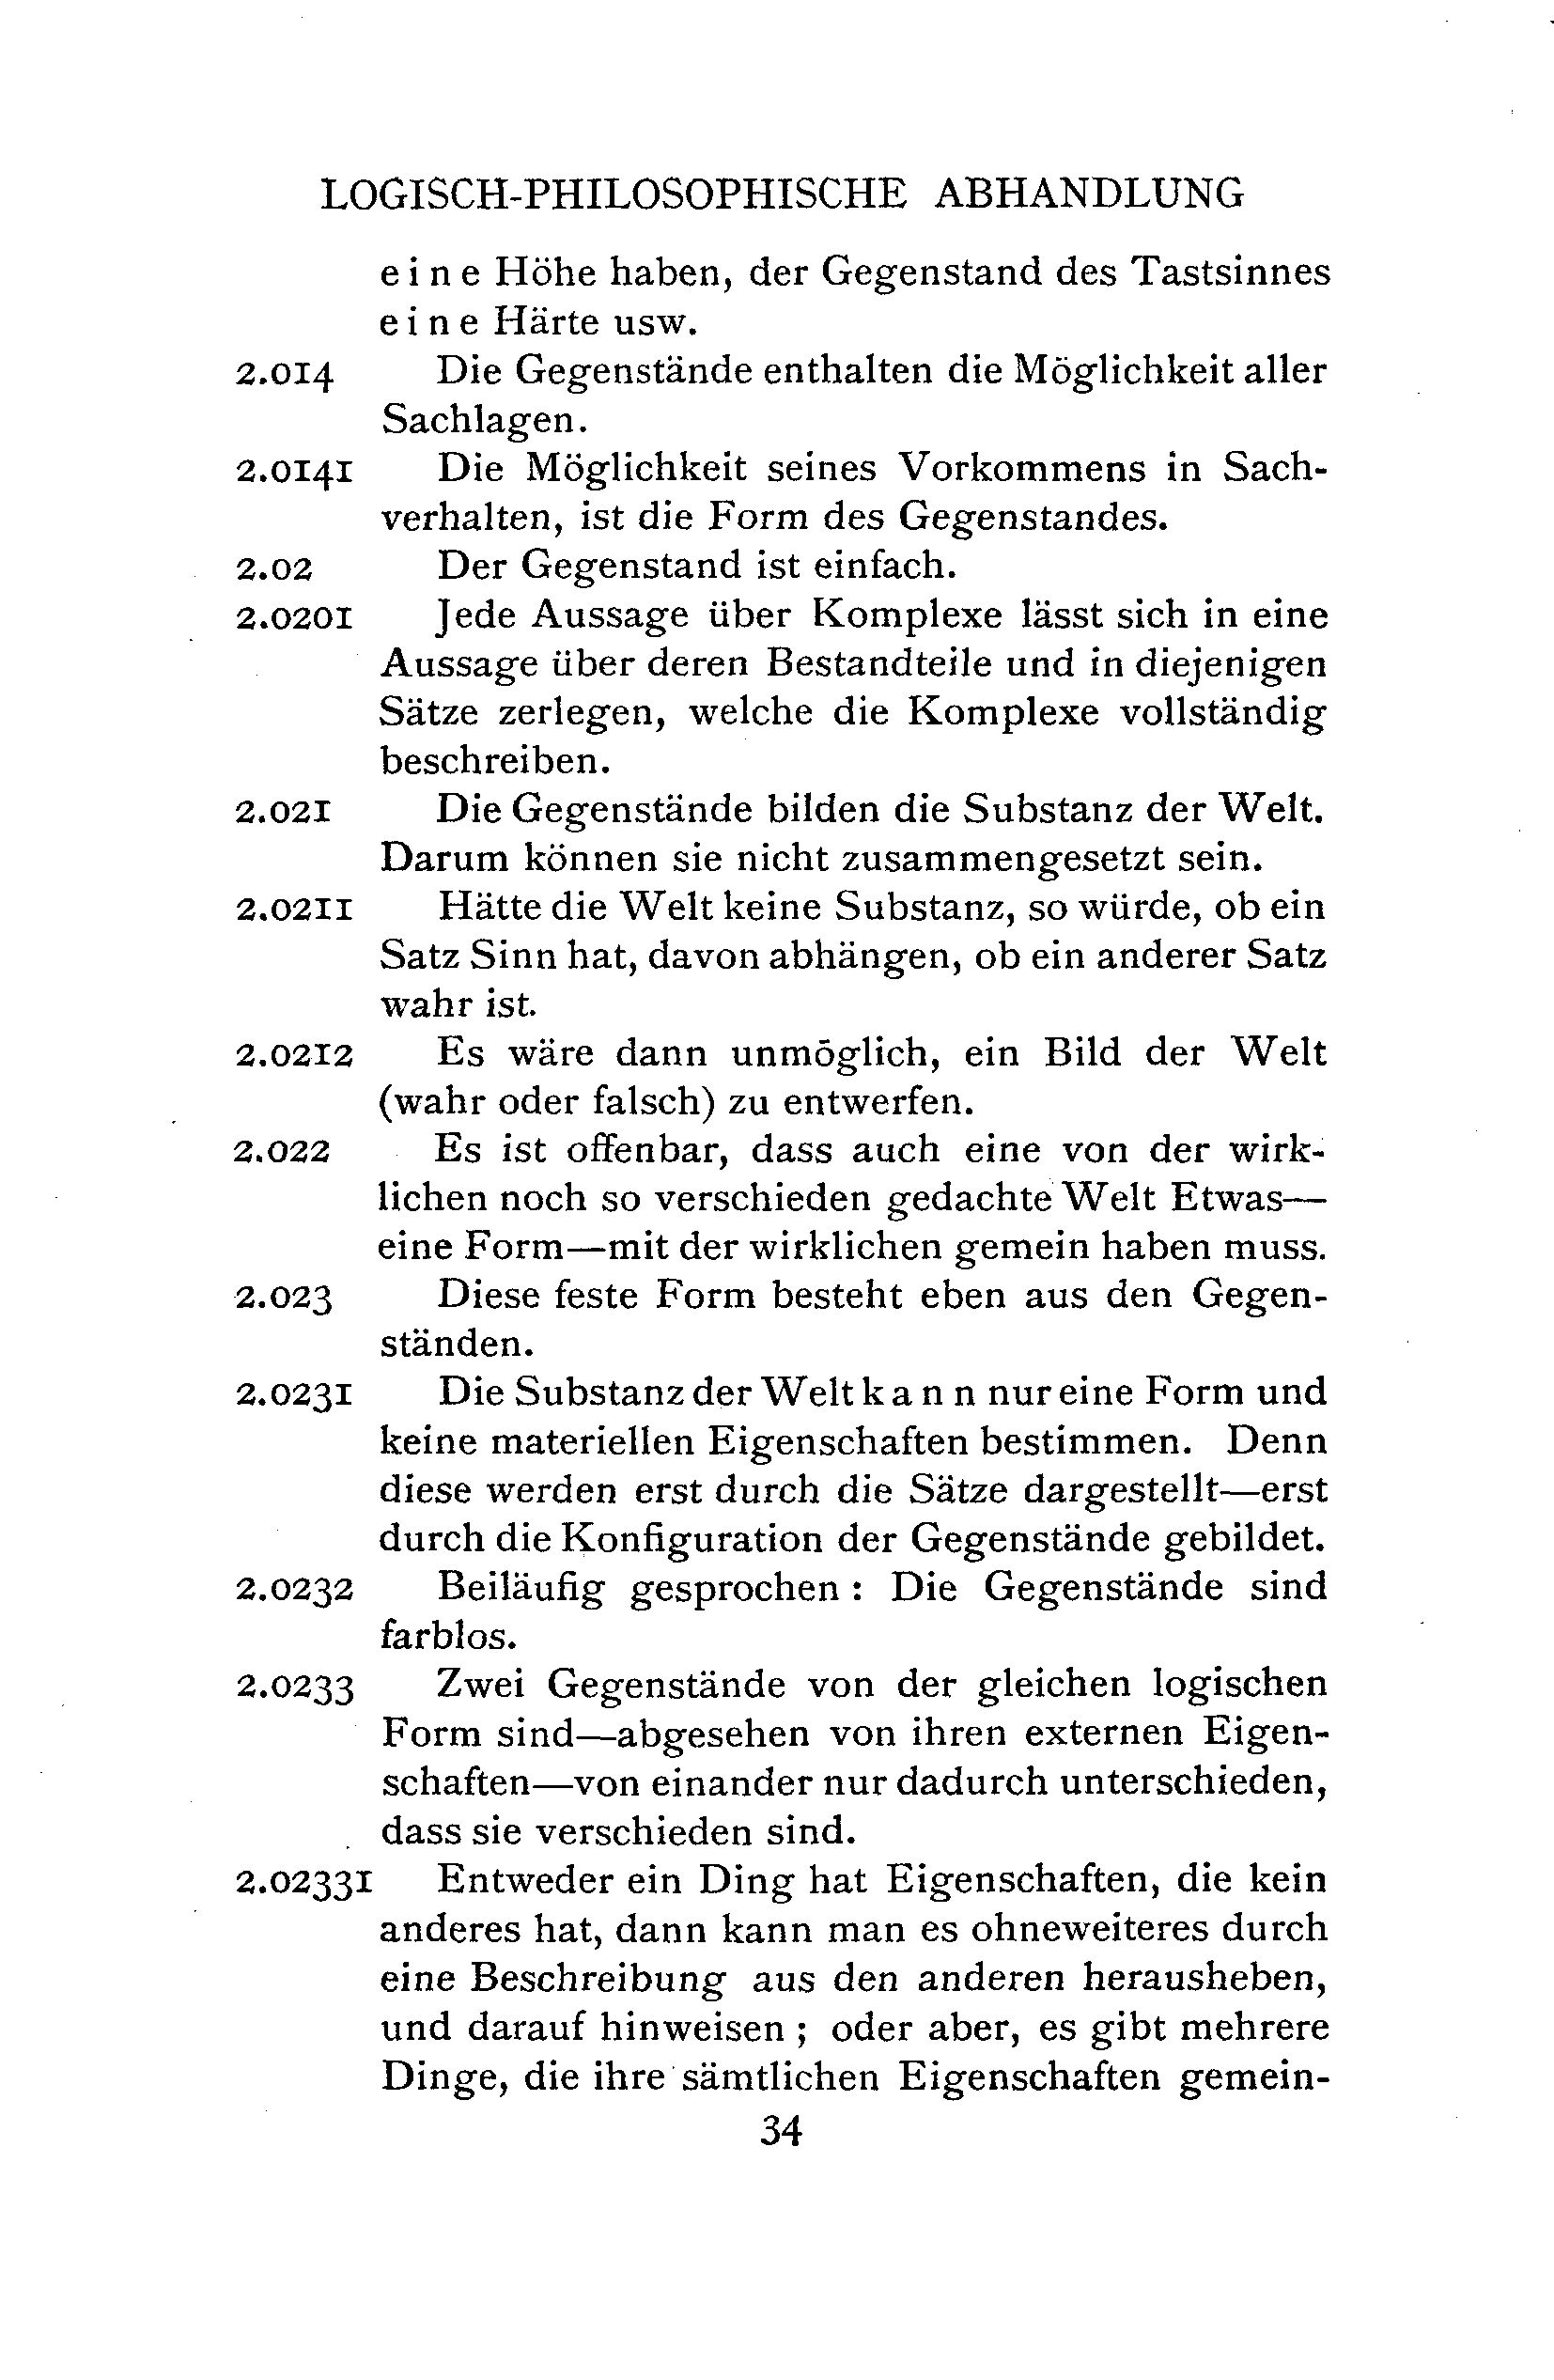 LOGISCH-PHILOSOPHISCHE ABHANDLUNG
eine Höhe haben, der Gegenstand des Tastsinnes
eine Härte usw.
2.014 Die Gegenstände enthalten die Möglichkeit aller
Sachlagen.
2.0141 Die Möglichkeit seines Vorkommens in Sach-
verhalten, ist die Form des Gegenstandes.
2.02 Der Gegenstand ist einfach.
2.0201 Jede Aussage über Komplexe lässt sich in eine
Aussage über deren Bestandteile und in diejenigen
Sätze zerlegen, welche die Komplexe vollständig
beschreiben.
2.021 Die Gegenstände bilden die Substanz der Welt.
Darum können sie nicht zusammengesetzt sein.
2.0211 Hätte die Welt keine Substanz, so würde, ob ein
Satz Sinn hat, davon abhängen, ob ein anderer Satz
wahr ist.
2.0212 Es wäre dann unmöglich, ein Bild der Welt
(wahr oder falsch) zu entwerfen.
2.022 Es ist offenbar, dass auch eine von der wirk-
lichen noch so verschieden gedachte Welt Etwas—
eine Form—mit der wirklichen gemein haben muss.
2.023 Diese feste Form besteht eben aus den Gegen-
ständen.
2.0231 Die Substanz der Welt kann nur eine Form und
keine materiellen Eigenschaften bestimmen. Denn
diese werden erst durch die Sätze dargestellt—erst
durch die Konfiguration der Gegenstände gebildet.
2.0232 Beiläufig gesprochen : Die Gegenstände sind
farblos.
2.0233 Zwei Gegenstände von der gleichen logischen
Form sind—abgesehen von ihren externen Eigen-
schaften—von einander nur dadurch unterschieden,
dass sie verschieden sind.
2.02331 Entweder ein Ding hat Eigenschaften, die kein
anderes hat, dann kann man es ohneweiteres durch
eine Beschreibung aus den anderen herausheben,
und darauf hinweisen ; oder aber, es gibt mehrere
Dinge, die ihre sämtlichen Eigenschaften gemein-
34